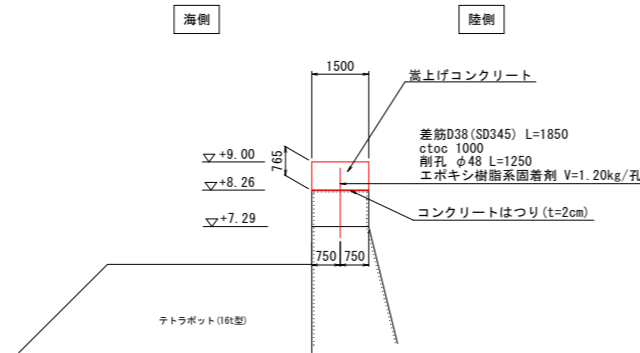 海側
陸側
1500
嵩上げコンクリート
差筋D38(SD345) L=1850
ctoc 1000
削孔 φ48 L=1250
エポキシ樹脂系固着剤 V=1.20kg/孔
765
+9.00
+8.26
コンクリートはつり(t=2cm)
+7.29
750
750
テトラポット(16t型)